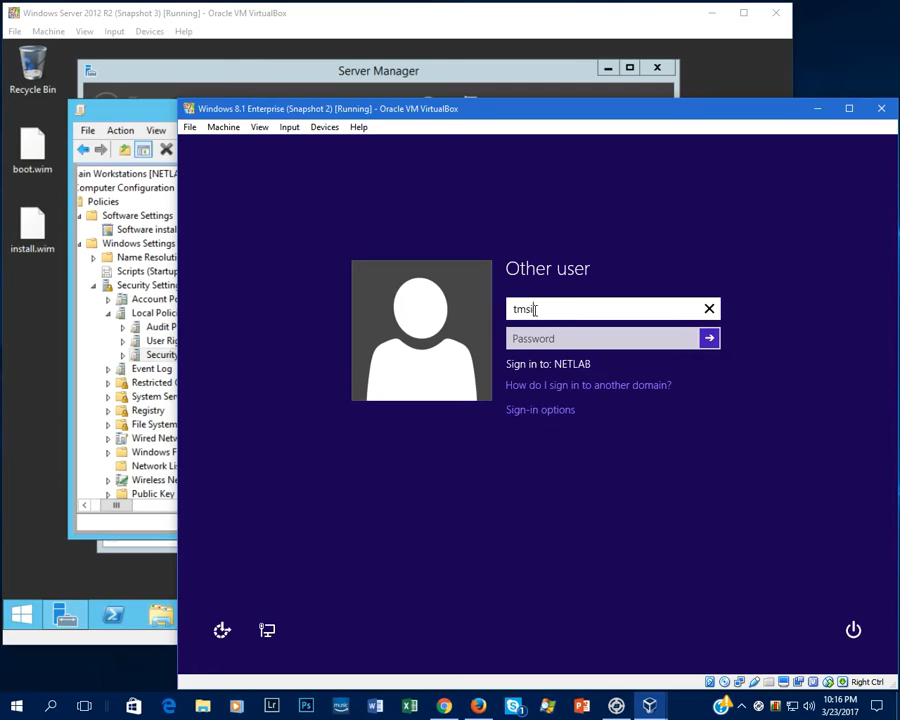 Windows Server 2012 R2 (Snapshot 3) [Running] - Oracle VM VirtualBox
File Machine View Input Devices Help
Recycle Bin
boot.wim
install.wim
Server Manager
File Action View
ain Workstations [NETLA
Computer Configuration
Policies
Software Settings
Software instal
Windows Settings
Name Resoluti
Scripts (Startu
Security Settin
Account Po
Local Polic
Audit P
User Rig
Security
Event Log
Restricted
System Serv
Registry
File System
Wired Netw
Windows F
Network Lis
Wireless Ne
Public Key
Windows 8.1 Enterprise (Snapshot 2) [Running] - Oracle VM VirtualBox
File Machine View Input Devices Help
Other user
tmsi
Password
Sign in to: NETLAB
How do I sign in to another domain?
Sign-in options
Right Ctrl
10:16 PM
3/23/2017